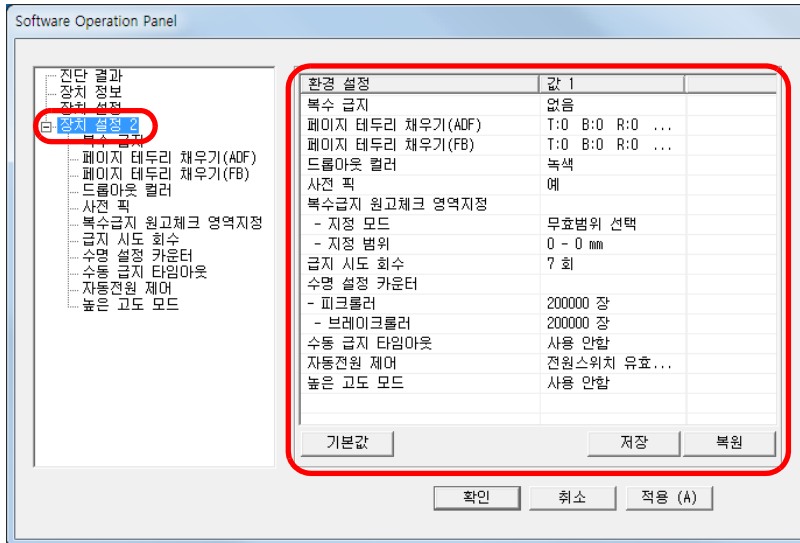 Software Operation Panel
진단 결과
장치 정보
장치 설정
장치 설정 2
복수 급지
페이지 테두리 채우기(ADF)
페이지 테두리 채우기(FB)
드롭아웃 컬러
사전 픽
복수급지 원고체크 영역지정
급지 시도 회수
수명 설정 카운터
수동 급지 타임아웃
자동전원 제어
높은 고도 모드
환경 설정 값 1
복수 급지 없음
페이지 테두리 채우기(ADF) T:0 B:0 R:0 ...
페이지 테두리 채우기(FB) T:0 B:0 R:0 ...
드롭아웃 컬러 녹색
사전 픽 예
복수급지 원고체크 영역지정
- 지정 모드 무효범위 선택
- 지정 범위 0 - 0 mm
급지 시도 회수 7 회
수명 설정 카운터
- 피크롤러 200000 장
- 브레이크롤러 200000 장
수동 급지 타임아웃 사용 안함
자동전원 제어 전원스위치 유효...
높은 고도 모드 사용 안함
기본값 저장 복원
확인 취소 적용 (A)